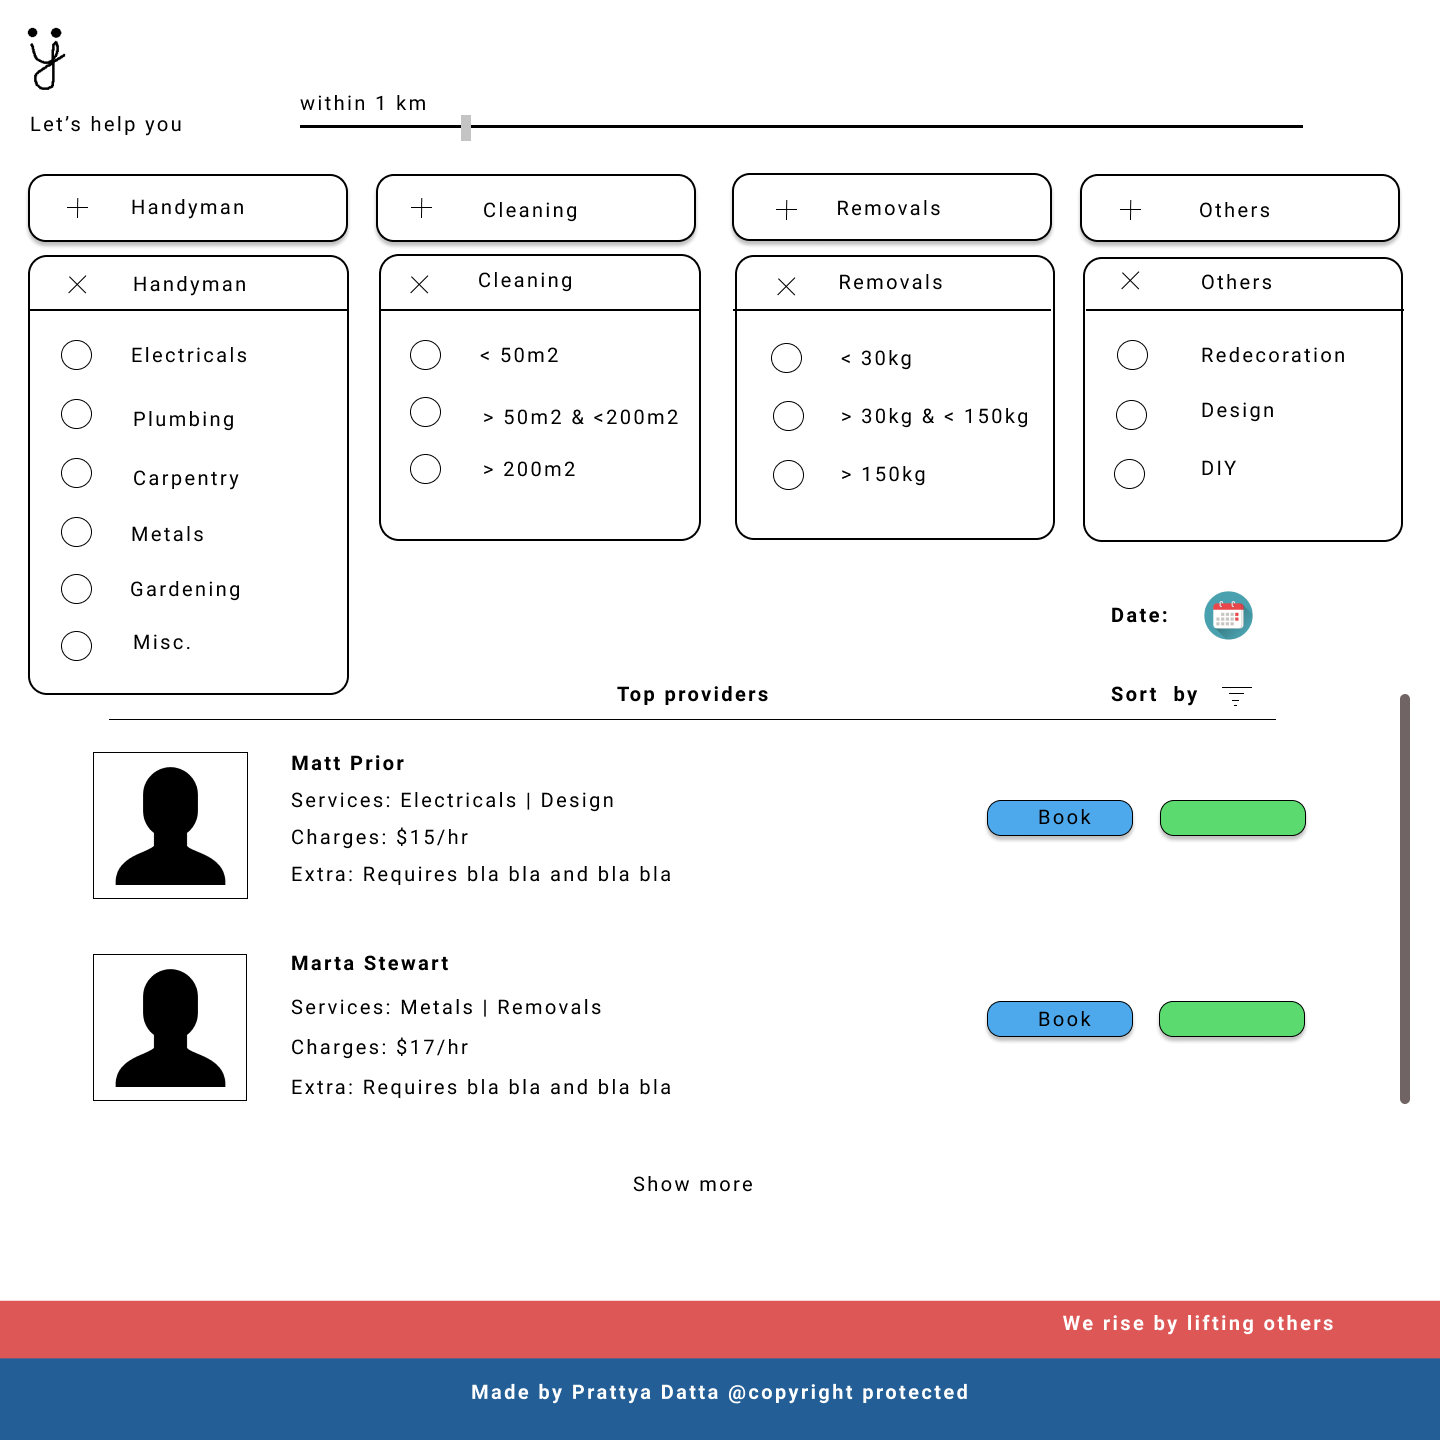 ÿ
within 1 km
Let’s help you
Handyman
Cleaning
Removals
Others
Handyman
Electricals
Plumbing
Carpentry
Metals
Gardening
Misc.
Cleaning
< 50m2
> 50m2 & <200m2
> 200m2
Removals
< 30kg
> 30kg & < 150kg
> 150kg
Others
Redecoration
Design
DIY
Date:
Top providers
Sort by
Matt Prior
Services: Electricals | Design
Charges: $15/hr
Extra: Requires bla bla and bla bla
Book
Marta Stewart
Services: Metals | Removals
Charges: $17/hr
Extra: Requires bla bla and bla bla
Book
Show more
We rise by lifting others
Made by Prattya Datta @copyright protected